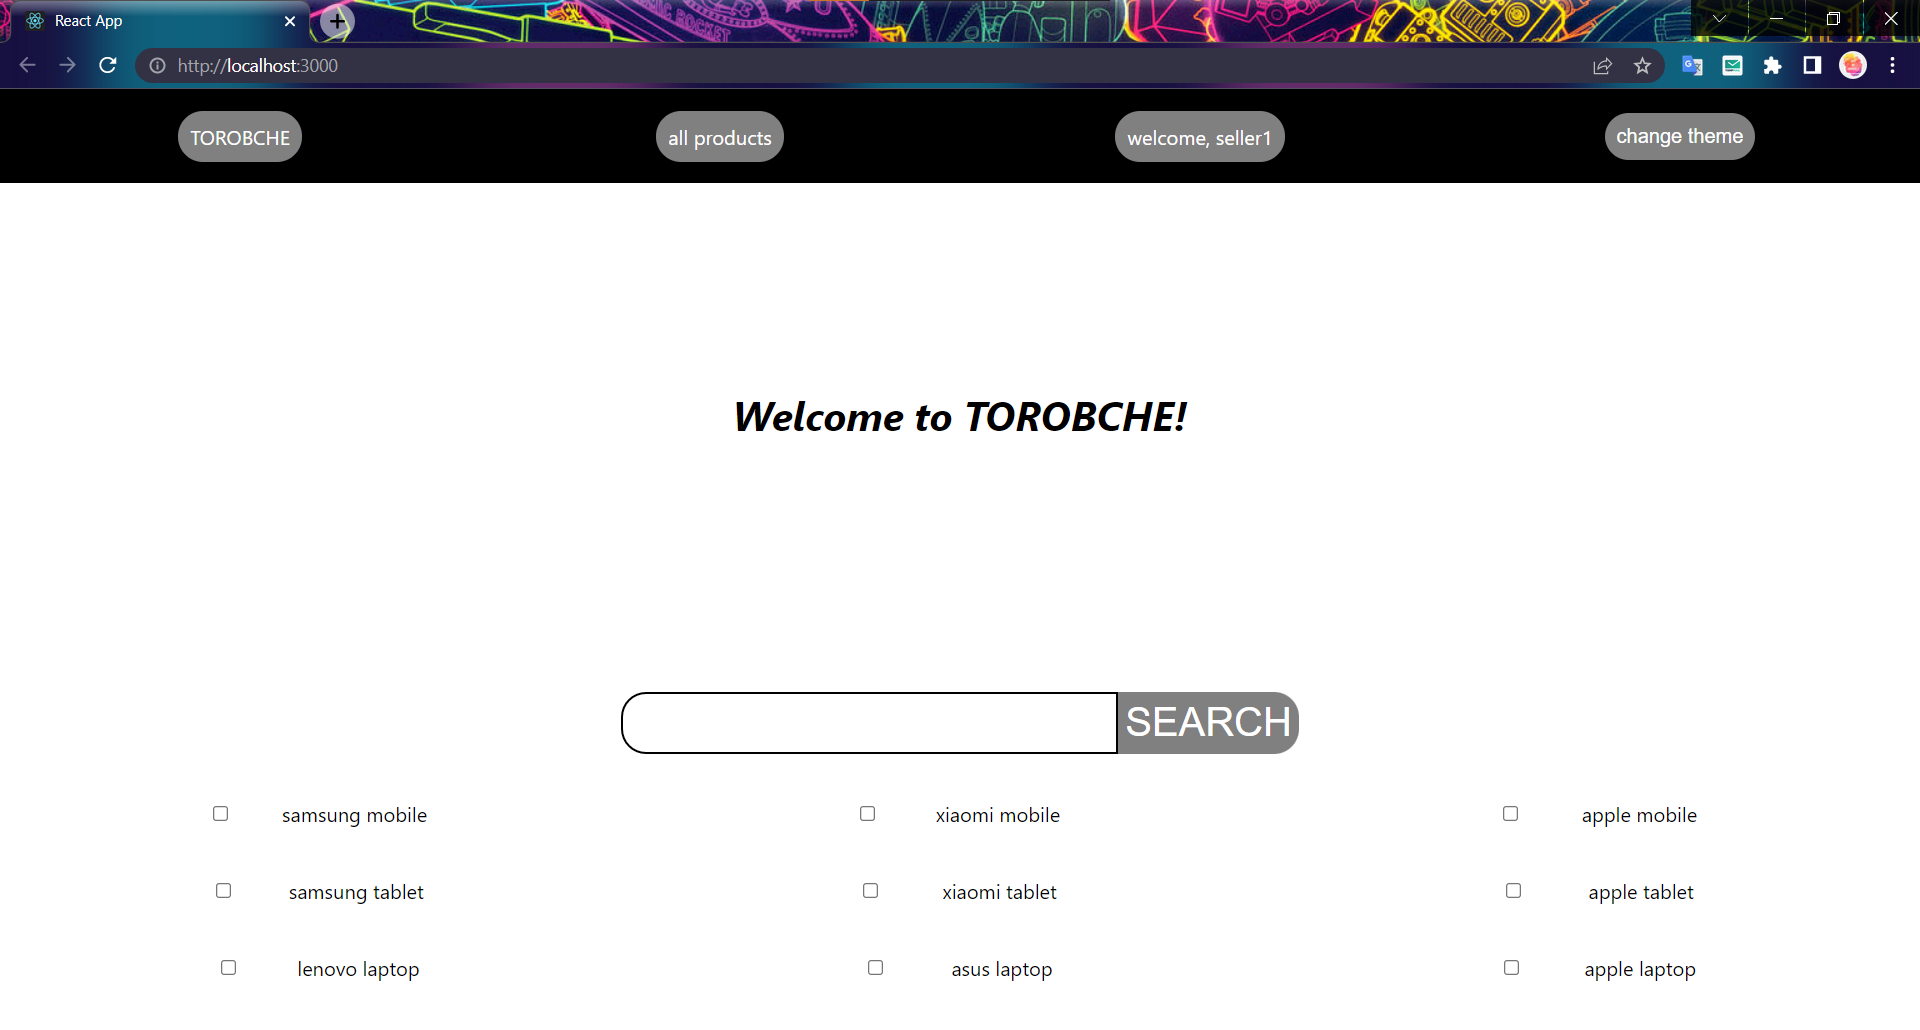 React App
http://localhost:3000
TOROBCHE
all products
welcome, seller1
change theme
Welcome to TOROBCHE!
SEARCH
samsung mobile
xiaomi mobile
apple mobile
samsung tablet
xiaomi tablet
apple tablet
lenovo laptop
asus laptop
apple laptop